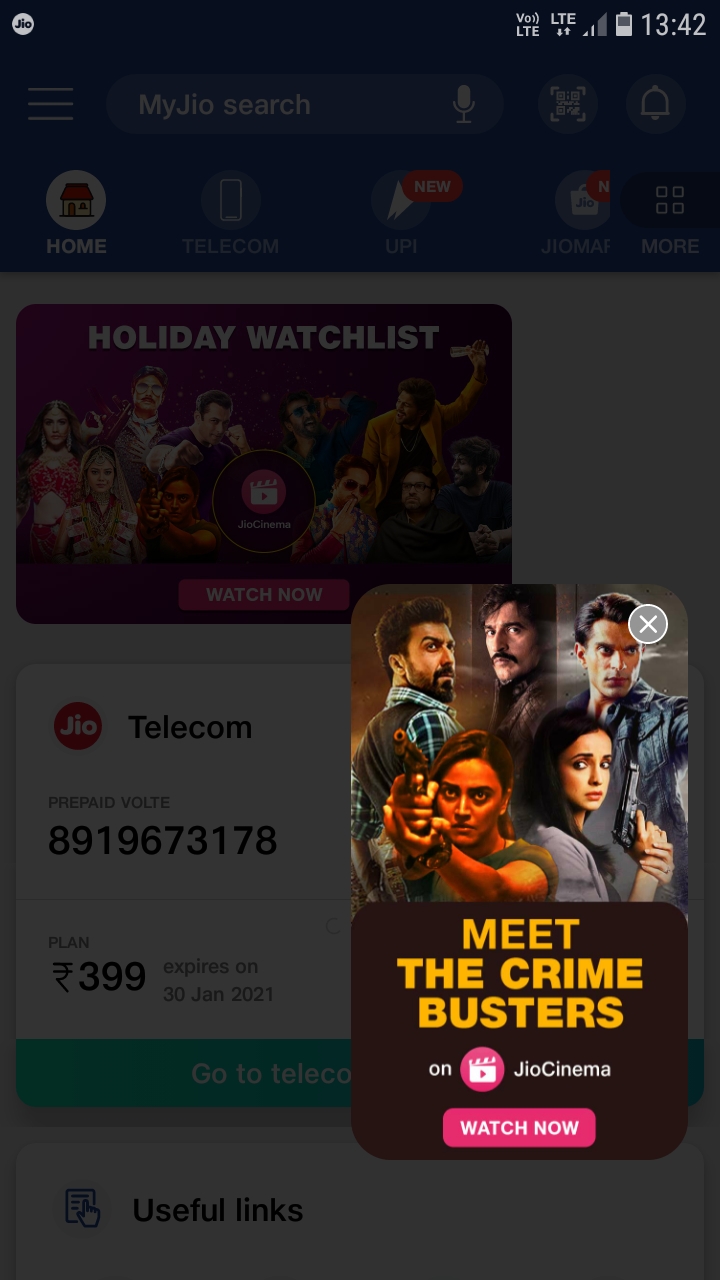 Jio
Vo))
LTE
LTE
13:42
MyJio search
NEW
N
Jio
HOME
TELECOM
UPI
JIOMAR
MORE
HOLIDAY WATCHLIST
JioCinema
WATCH NOW
Jio
Telecom
PREPAID VOLTE
8919673178
PLAN
₹399
expires on
30 Jan 2021
Go to teleco
MEET
THE CRIME
BUSTERS
on JioCinema
WATCH NOW
Useful links